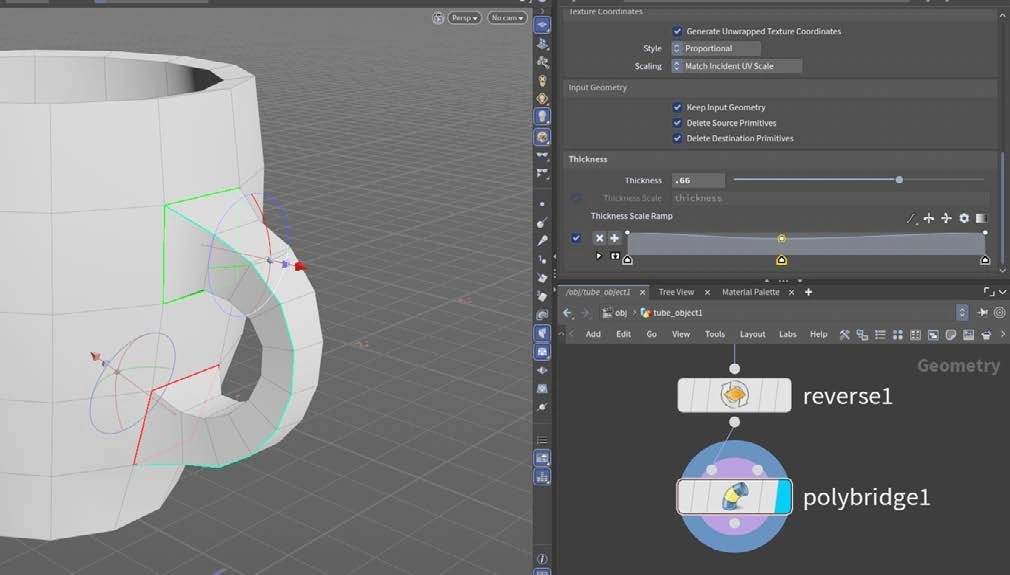 Persp
No cam
Texture Coordinates
Generate Unwrapped Texture Coordinates
Style Proportional
Scaling Match Incident UV Scale
Input Geometry
Keep Input Geometry
Delete Source Primitives
Delete Destination Primitives
Thickness
Thickness .66
Thickness Scale thickness
Thickness Scale Ramp
/obj/tube_object1 Tree View Material Palette
obj tube_object1
Add Edit Go View Tools Layout Labs Help
Geometry
reverse1
polybridge1